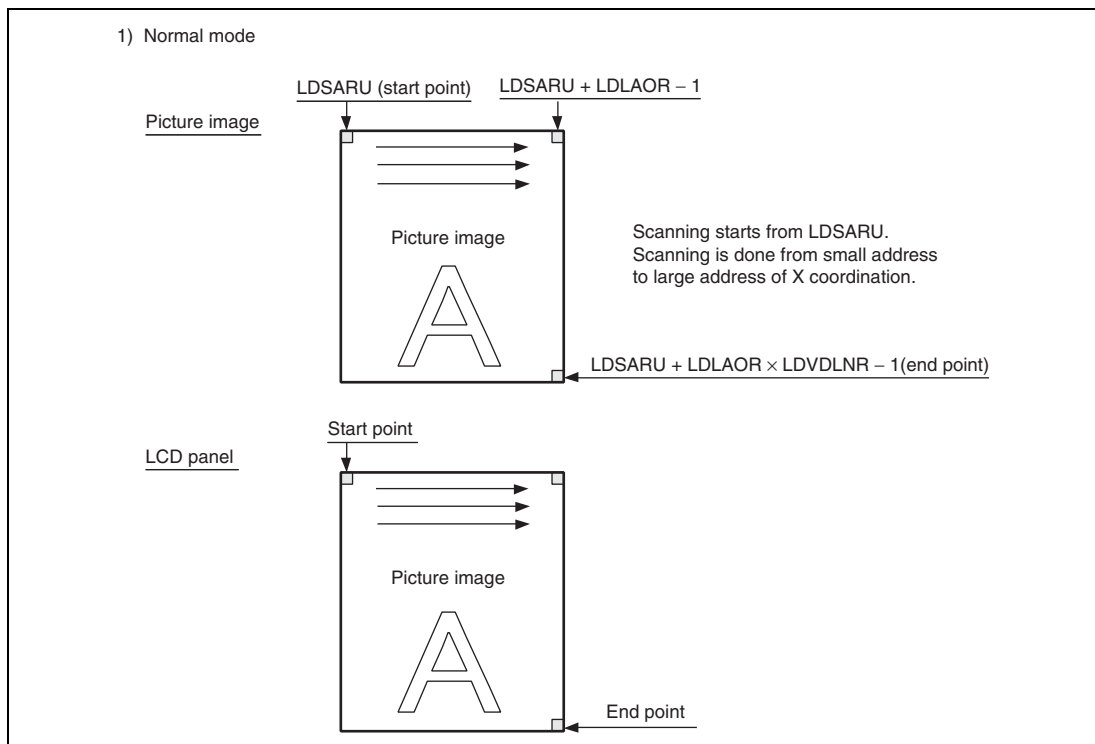 1) Normal mode
LDSARU (start point)
LDSARU + LDLAOR – 1
Picture image
Picture image
A
Scanning starts from LDSARU.
Scanning is done from small address
to large address of X coordination.
LDSARU + LDLAOR × LDVDLNR – 1(end point)
Start point
LCD panel
Picture image
A
End point